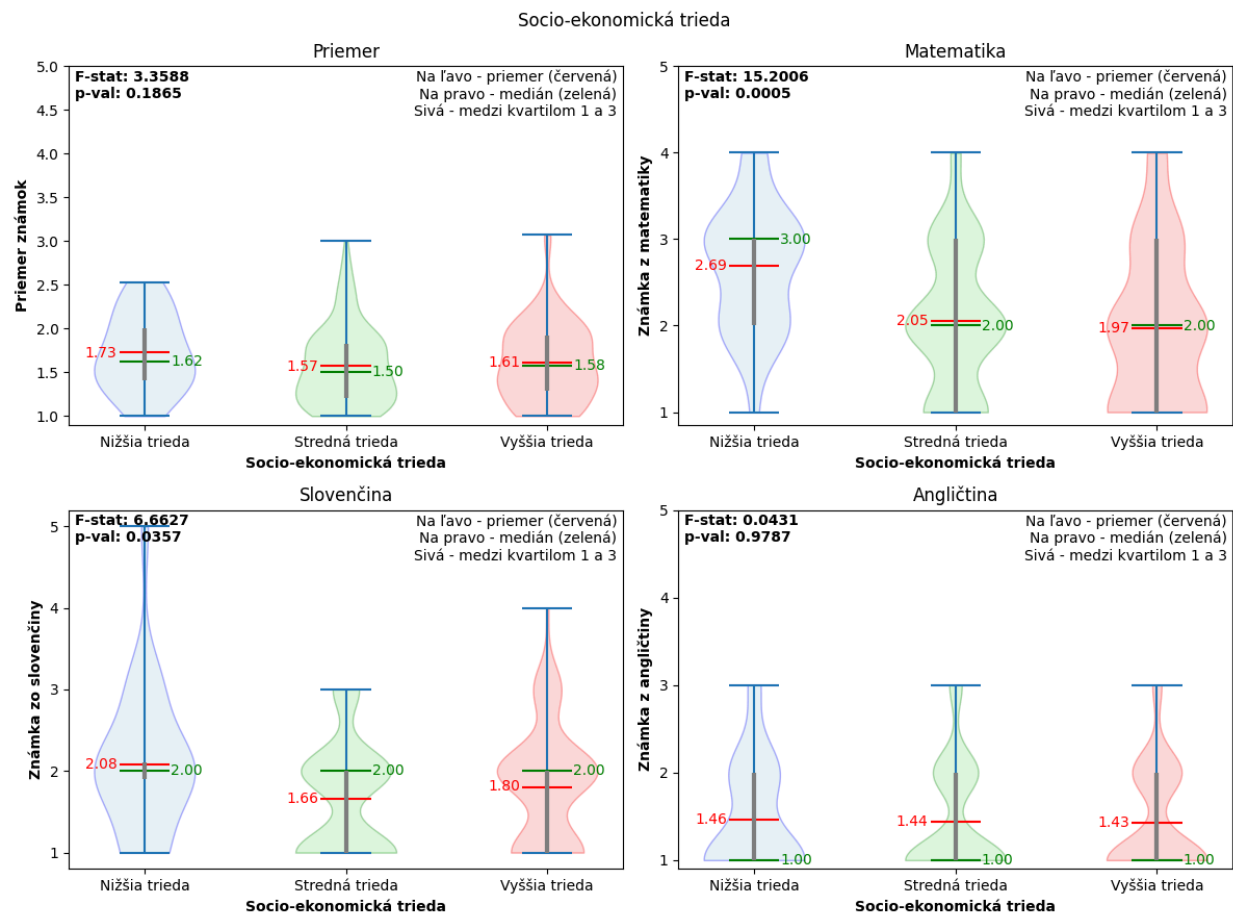 Socio-ekonomická trieda
Priemer
F-stat: 3.3588
p-val: 0.1865
Na ľavo - priemer (červená)
Na pravo - medián (zelená)
Sivá - medzi kvartilom 1 a 3
Priemer známok
5.0
4.5
4.0
3.5
3.0
2.5
2.0
1.5
1.0
1.73
1.62
1.57
1.50
1.61
1.58
Nižšia trieda
Stredná trieda
Vyššia trieda
Socio-ekonomická trieda
Matematika
F-stat: 15.2006
p-val: 0.0005
Na ľavo - priemer (červená)
Na pravo - medián (zelená)
Sivá - medzi kvartilom 1 a 3
Známka z matematiky
5
4
3
2
1
3.00
2.69
2.05
2.00
1.97
2.00
Nižšia trieda
Stredná trieda
Vyššia trieda
Socio-ekonomická trieda
Slovenčina
F-stat: 6.6627
p-val: 0.0357
Na ľavo - priemer (červená)
Na pravo - medián (zelená)
Sivá - medzi kvartilom 1 a 3
Známka zo slovenčiny
5
4
3
2
1
2.08
2.00
1.66
2.00
1.80
2.00
Nižšia trieda
Stredná trieda
Vyššia trieda
Socio-ekonomická trieda
Angličtina
F-stat: 0.0431
p-val: 0.9787
Na ľavo - priemer (červená)
Na pravo - medián (zelená)
Sivá - medzi kvartilom 1 a 3
Známka z angličtiny
5
4
3
2
1
1.46
1.00
1.44
1.00
1.43
1.00
Nižšia trieda
Stredná trieda
Vyššia trieda
Socio-ekonomická trieda